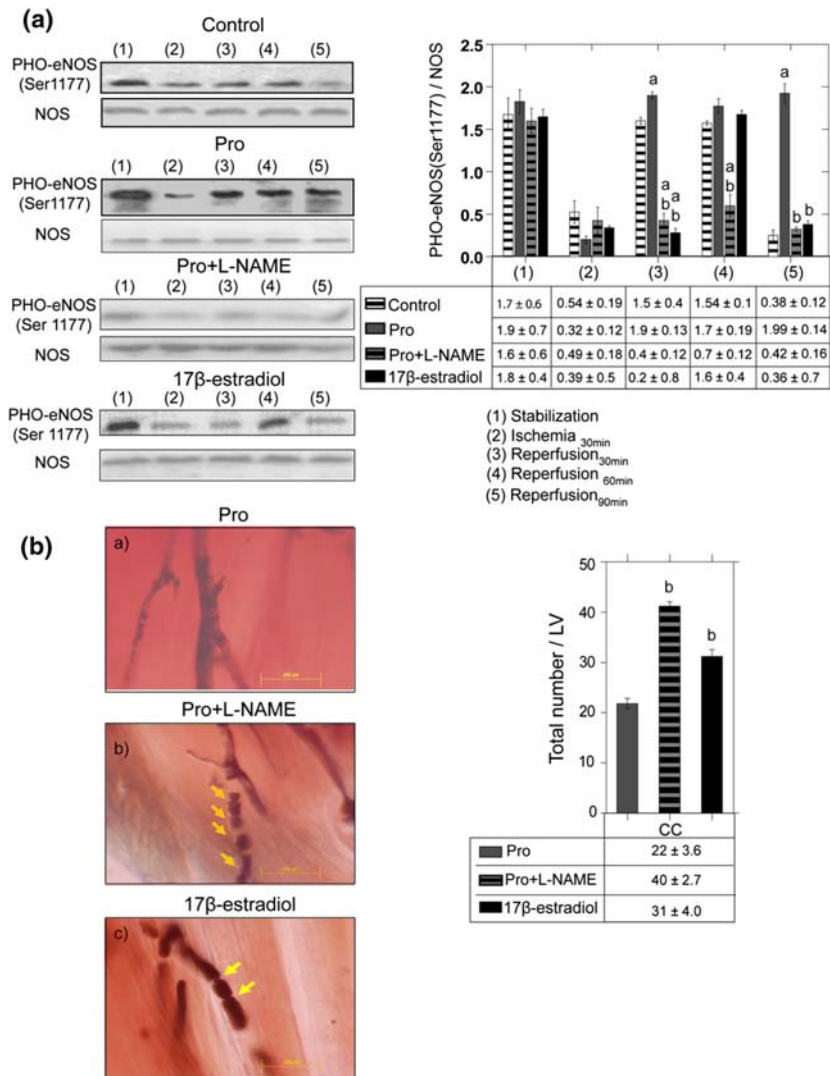 (a)
Control
(1) (2) (3) (4) (5)
PHO-eNOS
(Ser1177)
NOS
Pro
(1) (2) (3) (4) (5)
PHO-eNOS
(Ser1177)
NOS
Pro+L-NAME
(1) (2) (3) (4) (5)
PHO-eNOS
(Ser 1177)
NOS
17β-estradiol
(1) (2) (3) (4) (5)
PHO-eNOS
(Ser 1177)
NOS
PHO-eNOS(Ser1177) / NOS
2.5
2.0
1.5
1.0
0.5
0.0
a
a
b
a
b
a
b
a
b
b
(1) (2) (3) (4) (5)
Control 1.7 ± 0.6 0.54 ± 0.19 1.5 ± 0.4 1.54 ± 0.1 0.38 ± 0.12
Pro 1.9 ± 0.7 0.32 ± 0.12 1.9 ± 0.13 1.7 ± 0.19 1.99 ± 0.14
Pro+L-NAME 1.6 ± 0.6 0.49 ± 0.18 0.4 ± 0.12 0.7 ± 0.12 0.42 ± 0.16
17β-estradiol 1.8 ± 0.4 0.39 ± 0.5 0.2 ± 0.8 1.6 ± 0.4 0.36 ± 0.7
(1) Stabilization
(2) Ischemia 30min
(3) Reperfusion 30min
(4) Reperfusion 60min
(5) Reperfusion 90min
(b)
Pro
a)
Pro+L-NAME
b)
17β-estradiol
c)
Total number / LV
50
40
30
20
10
0
b
b
CC
Pro 22 ± 3.6
Pro+L-NAME 40 ± 2.7
17β-estradiol 31 ± 4.0